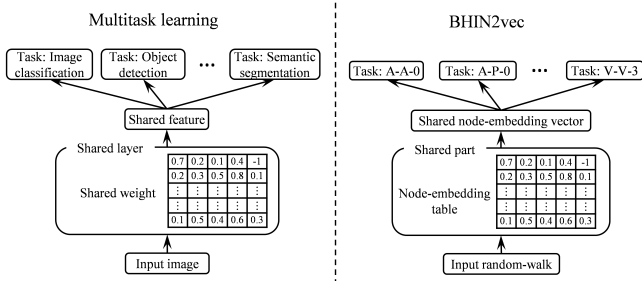 Multitask learning
Task: Image classification
Task: Object detection
...
Task: Semantic segmentation
Shared feature
Shared layer
Shared weight
0.7 0.2 0.1 0.4 -1
0.2 0.3 0.5 0.8 0.1
⋮ ⋮ ⋮ ⋮ ⋮
⋮ ⋮ ⋮ ⋮ ⋮
0.1 0.5 0.4 0.6 0.3
Input image
BHIN2vec
Task: A-A-0
Task: A-P-0
...
Task: V-V-3
Shared node-embedding vector
Shared part
Node-embedding
table
0.7 0.2 0.1 0.4 -1
0.2 0.3 0.5 0.8 0.1
⋮ ⋮ ⋮ ⋮ ⋮
⋮ ⋮ ⋮ ⋮ ⋮
0.1 0.5 0.4 0.6 0.3
Input random-walk